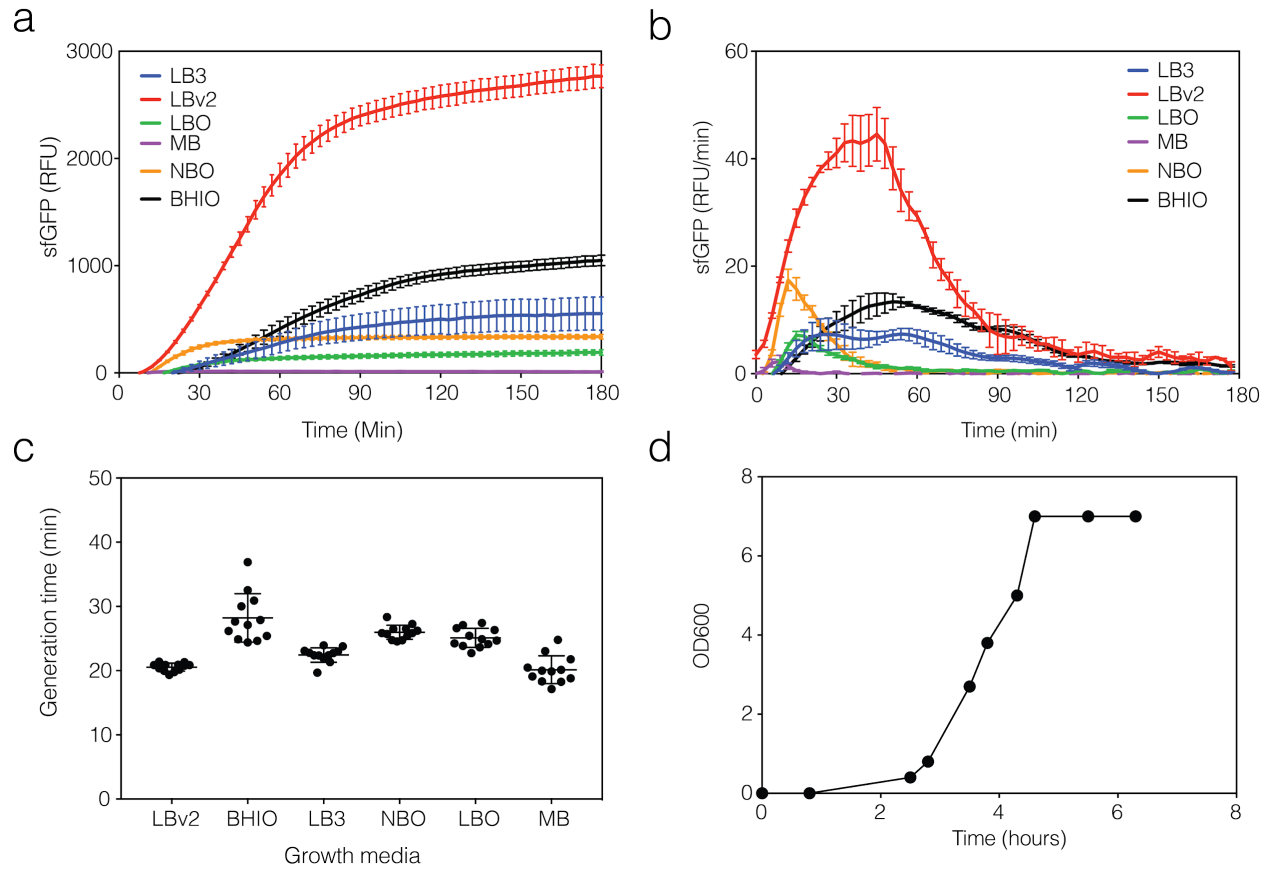 a
3000
2000
1000
0
sfGFP (RFU)
LB3
LBv2
LBO
MB
NBO
BHIO
0 30 60 90 120 150 180
Time (Min)
b
60
40
20
0
sfGFP (RFU/min)
LB3
LBv2
LBO
MB
NBO
BHIO
0 30 60 90 120 150 180
Time (min)
c
50
40
30
20
10
0
Generation time (min)
LBv2 BHIO LB3 NBO LBO MB
Growth media
d
8
6
4
2
0
OD600
0 2 4 6 8
Time (hours)